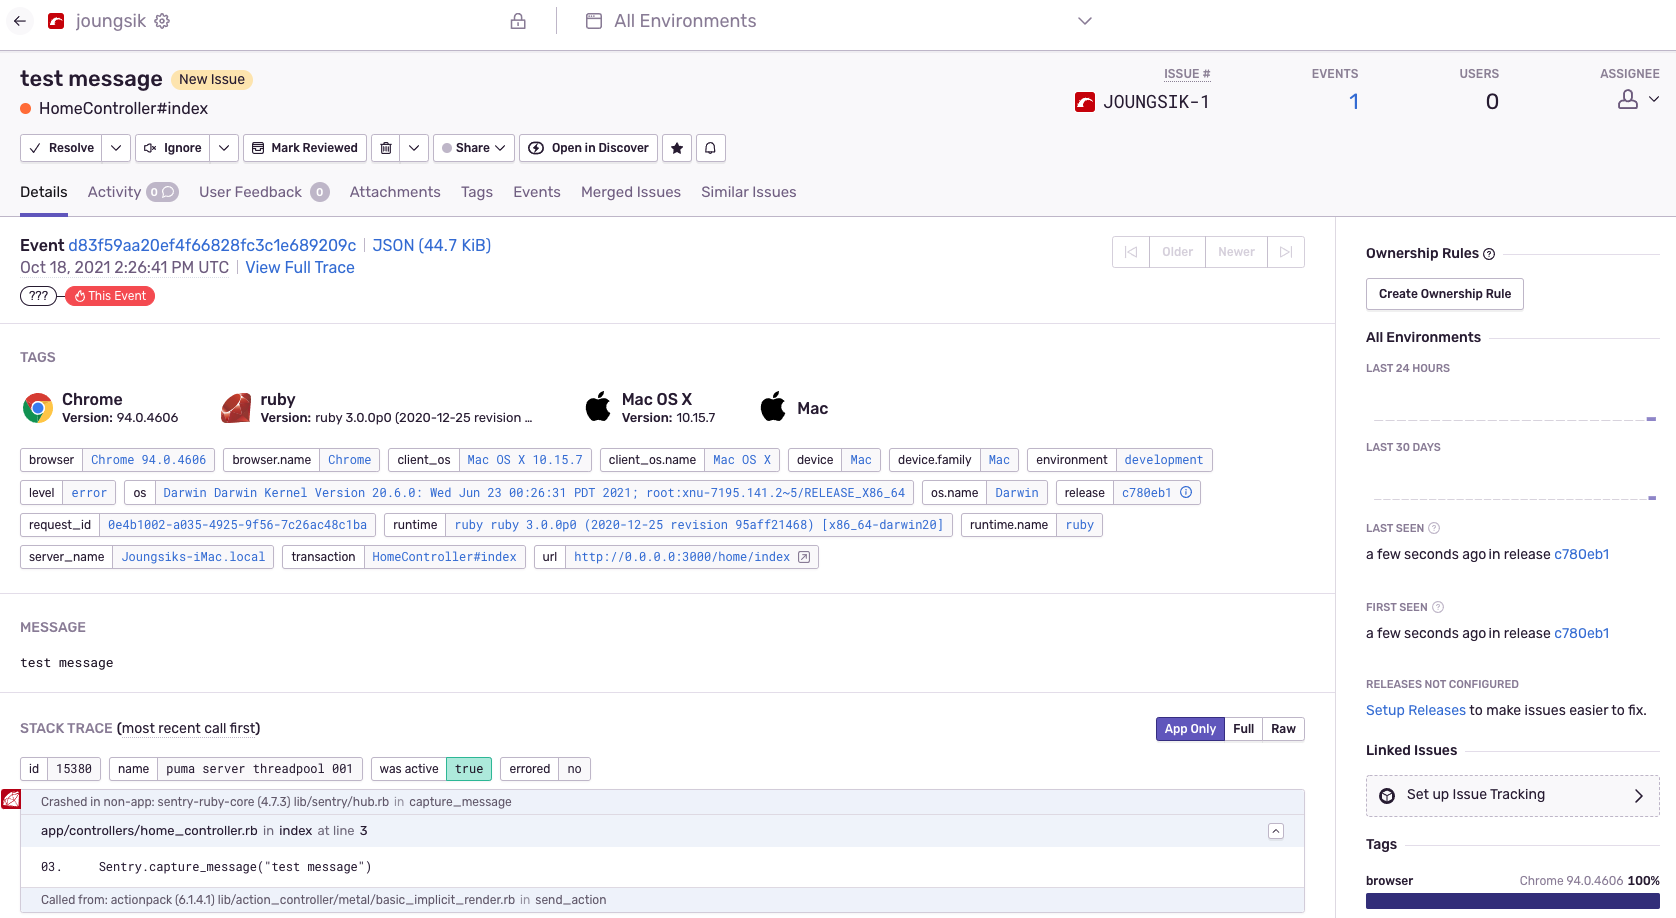 joungsik
All Environments
test message New Issue
HomeController#index
ISSUE # EVENTS USERS ASSIGNEE
JOUNGSIK-1 1 0
Resolve Ignore Mark Reviewed Share Open in Discover
Details Activity 0 User Feedback 0 Attachments Tags Events Merged Issues Similar Issues
Event d83f59aa20ef4f66828fc3c1e689209c JSON (44.7 KiB)
Oct 18, 2021 2:26:41 PM UTC View Full Trace
??? This Event
Older Newer
TAGS
Chrome
Version: 94.0.4606
ruby
Version: ruby 3.0.0p0 (2020-12-25 revision ...
Mac OS X
Version: 10.15.7
Mac
browser Chrome 94.0.4606 browser.name Chrome client_os Mac OS X 10.15.7 client_os.name Mac OS X device Mac device.family Mac environment development
level error os Darwin Darwin Kernel Version 20.6.0: Wed Jun 23 00:26:31 PDT 2021; root:xnu-7195.141.2~5/RELEASE_X86_64 os.name Darwin release c780eb1
request_id 0e4b1002-a035-4925-9f56-7c26ac48c1ba runtime ruby ruby 3.0.0p0 (2020-12-25 revision 95aff21468) [x86_64-darwin20] runtime.name ruby
server_name Joungsiks-iMac.local transaction HomeController#index url http://0.0.0.0:3000/home/index
MESSAGE
test message
STACK TRACE (most recent call first)
App Only Full Raw
id 15380 name puma server threadpool 001 was active true errored no
Crashed in non-app: sentry-ruby-core (4.7.3) lib/sentry/hub.rb in capture_message
app/controllers/home_controller.rb in index at line 3
03. Sentry.capture_message("test message")
Called from: actionpack (6.1.4.1) lib/action_controller/metal/basic_implicit_render.rb in send_action
Ownership Rules ?
Create Ownership Rule
All Environments
LAST 24 HOURS
LAST 30 DAYS
LAST SEEN ?
a few seconds ago in release c780eb1
FIRST SEEN ?
a few seconds ago in release c780eb1
RELEASES NOT CONFIGURED
Setup Releases to make issues easier to fix.
Linked Issues
Set up Issue Tracking
Tags
browser Chrome 94.0.4606 100%